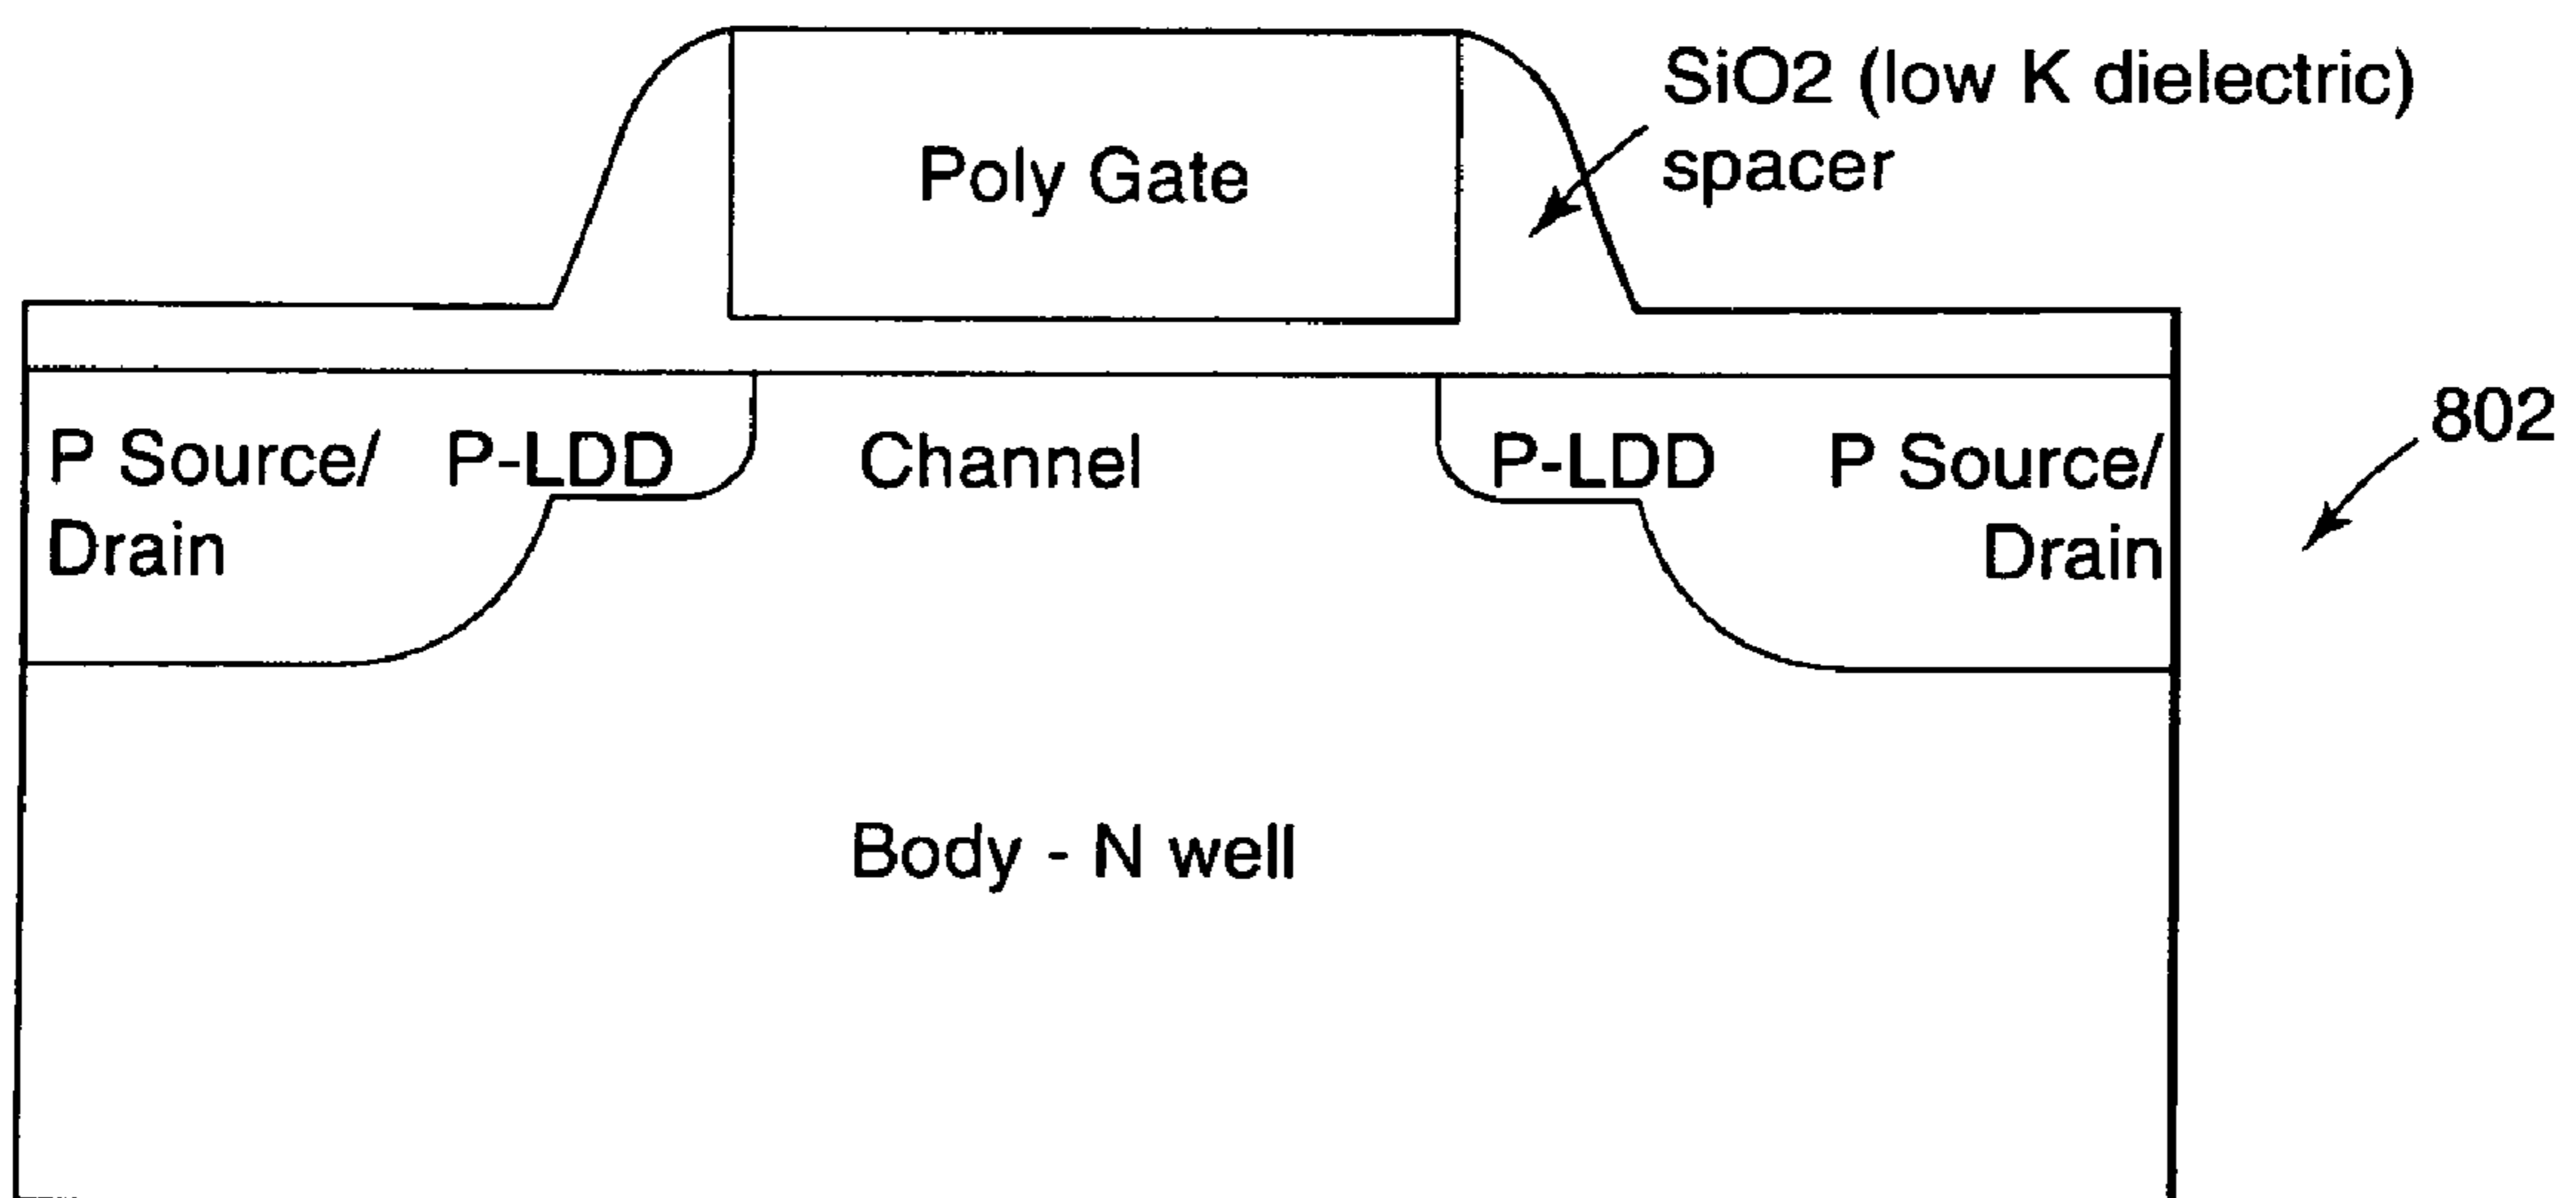 SiO2 (low K dielectric)
spacer
Poly Gate
802
P Source/
Drain
P-LDD
Channel
P-LDD
P Source/
Drain
Body - N well